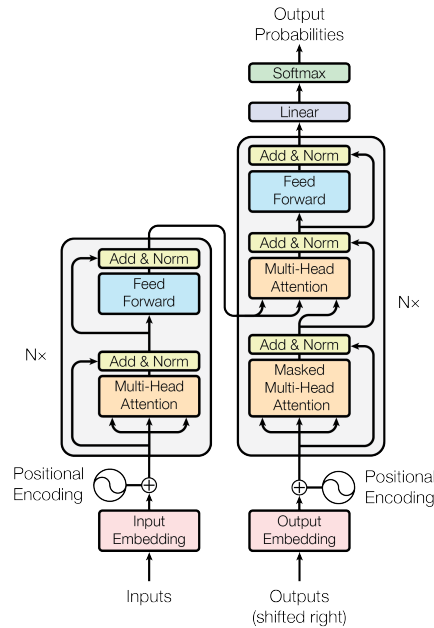 Output
Probabilities
Softmax
Linear
Add & Norm
Feed
Forward
Add & Norm
Multi-Head
Attention
Add & Norm
Masked
Multi-Head
Attention
N×
Add & Norm
Feed
Forward
Add & Norm
Multi-Head
Attention
N×
Positional
Encoding
Positional
Encoding
Input
Embedding
Output
Embedding
Inputs
Outputs
(shifted right)